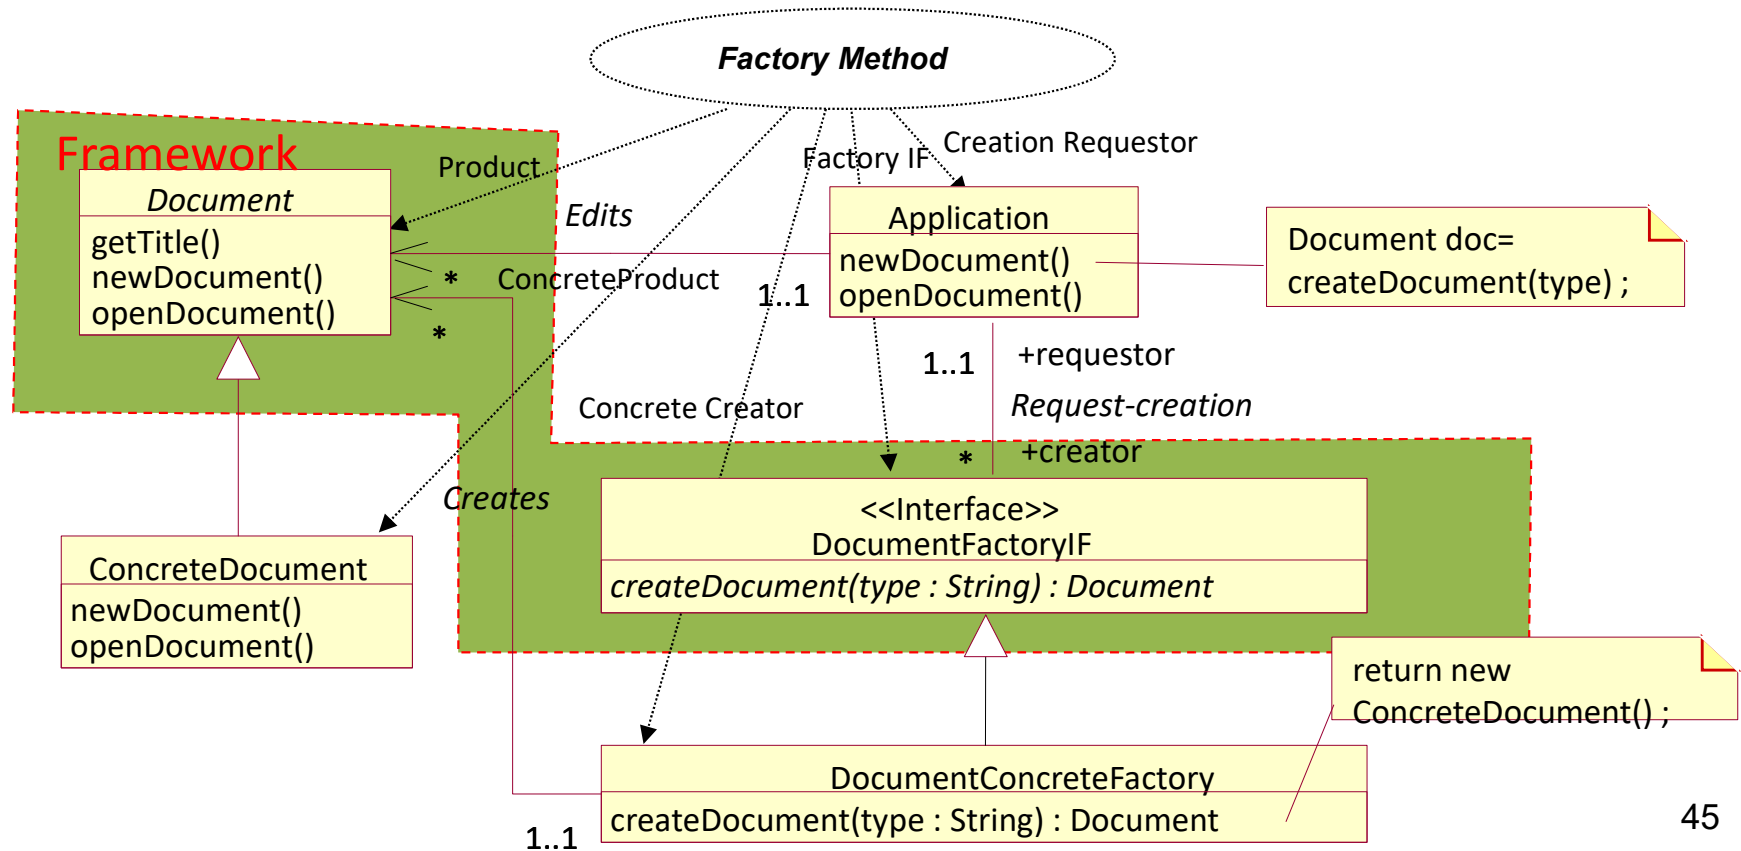 Factory Method
Framework
Product
Factory IF
Creation Requestor
Document
getTitle()
newDocument()
openDocument()
Edits
*
ConcreteProduct
*
1..1
Application
newDocument()
openDocument()
Document doc=
createDocument(type) ;
1..1
+requestor
Request-creation
+creator
*
Concrete Creator
Creates
<<Interface>>
DocumentFactoryIF
createDocument(type : String) : Document
ConcreteDocument
newDocument()
openDocument()
return new
ConcreteDocument() ;
DocumentConcreteFactory
createDocument(type : String) : Document
1..1
45